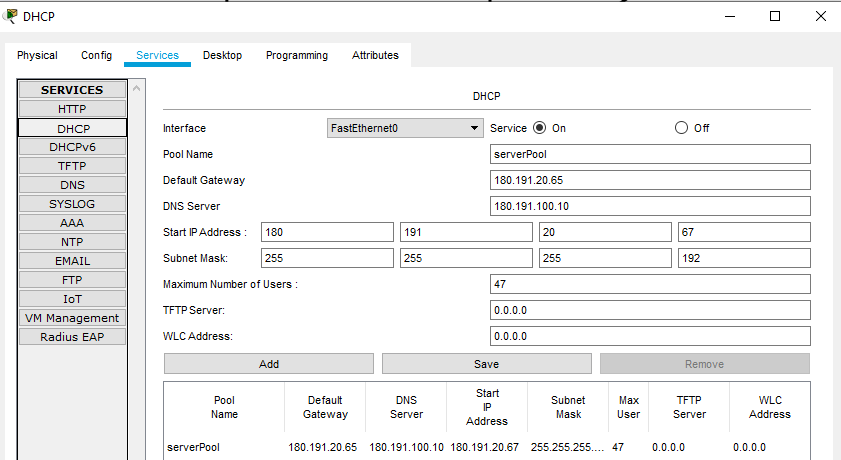 DHCP
Physical Config Services Desktop Programming Attributes
SERVICES
HTTP
DHCP
DHCPv6
TFTP
DNS
SYSLOG
AAA
NTP
EMAIL
FTP
IoT
VM Management
Radius EAP
DHCP
Interface FastEthernet0 Service On Off
Pool Name serverPool
Default Gateway 180.191.20.65
DNS Server 180.191.100.10
Start IP Address : 180 191 20 67
Subnet Mask: 255 255 255 192
Maximum Number of Users : 47
TFTP Server: 0.0.0.0
WLC Address: 0.0.0.0
Add Save Remove
Pool Name Default Gateway DNS Server Start IP Address Subnet Mask Max User TFTP Server WLC Address
serverPool 180.191.20.65 180.191.100.10 180.191.20.67 255.255.255.... 47 0.0.0.0 0.0.0.0